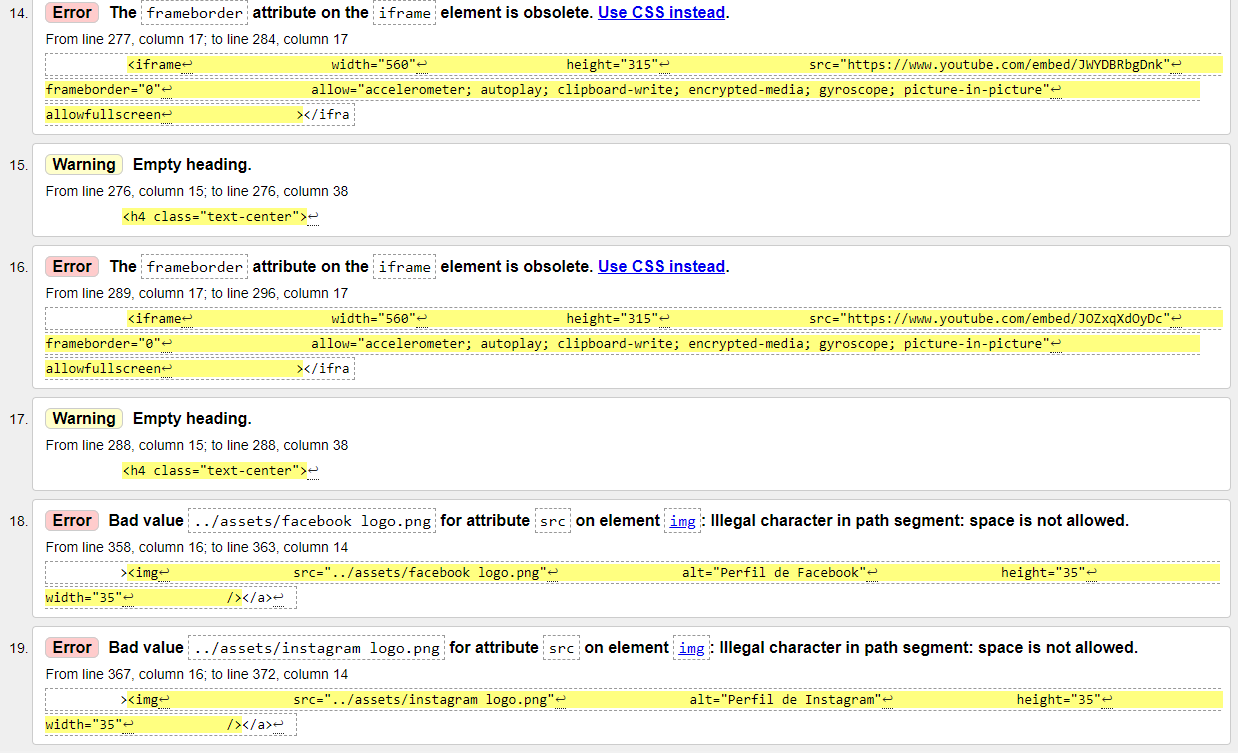 14. Error The frameborder attribute on the iframe element is obsolete. Use CSS instead.
From line 277, column 17; to line 284, column 17
<iframe↩ width="560"↩ height="315"↩ src="https://www.youtube.com/embed/JWYDBRbgDnk"↩
frameborder="0"↩ allow="accelerometer; autoplay; clipboard-write; encrypted-media; gyroscope; picture-in-picture"↩
allowfullscreen↩ ></ifra
15. Warning Empty heading.
From line 276, column 15; to line 276, column 38
<h4 class="text-center">↩
16. Error The frameborder attribute on the iframe element is obsolete. Use CSS instead.
From line 289, column 17; to line 296, column 17
<iframe↩ width="560"↩ height="315"↩ src="https://www.youtube.com/embed/JOZxqXdOyDc"↩
frameborder="0"↩ allow="accelerometer; autoplay; clipboard-write; encrypted-media; gyroscope; picture-in-picture"↩
allowfullscreen↩ ></ifra
17. Warning Empty heading.
From line 288, column 15; to line 288, column 38
<h4 class="text-center">↩
18. Error Bad value ../assets/facebook logo.png for attribute src on element img: Illegal character in path segment: space is not allowed.
From line 358, column 16; to line 363, column 14
><img↩ src="../assets/facebook logo.png"↩ alt="Perfil de Facebook"↩ height="35"↩
width="35"↩ /></a>↩
19. Error Bad value ../assets/instagram logo.png for attribute src on element img: Illegal character in path segment: space is not allowed.
From line 367, column 16; to line 372, column 14
><img↩ src="../assets/instagram logo.png"↩ alt="Perfil de Instagram"↩ height="35"↩
width="35"↩ /></a>↩